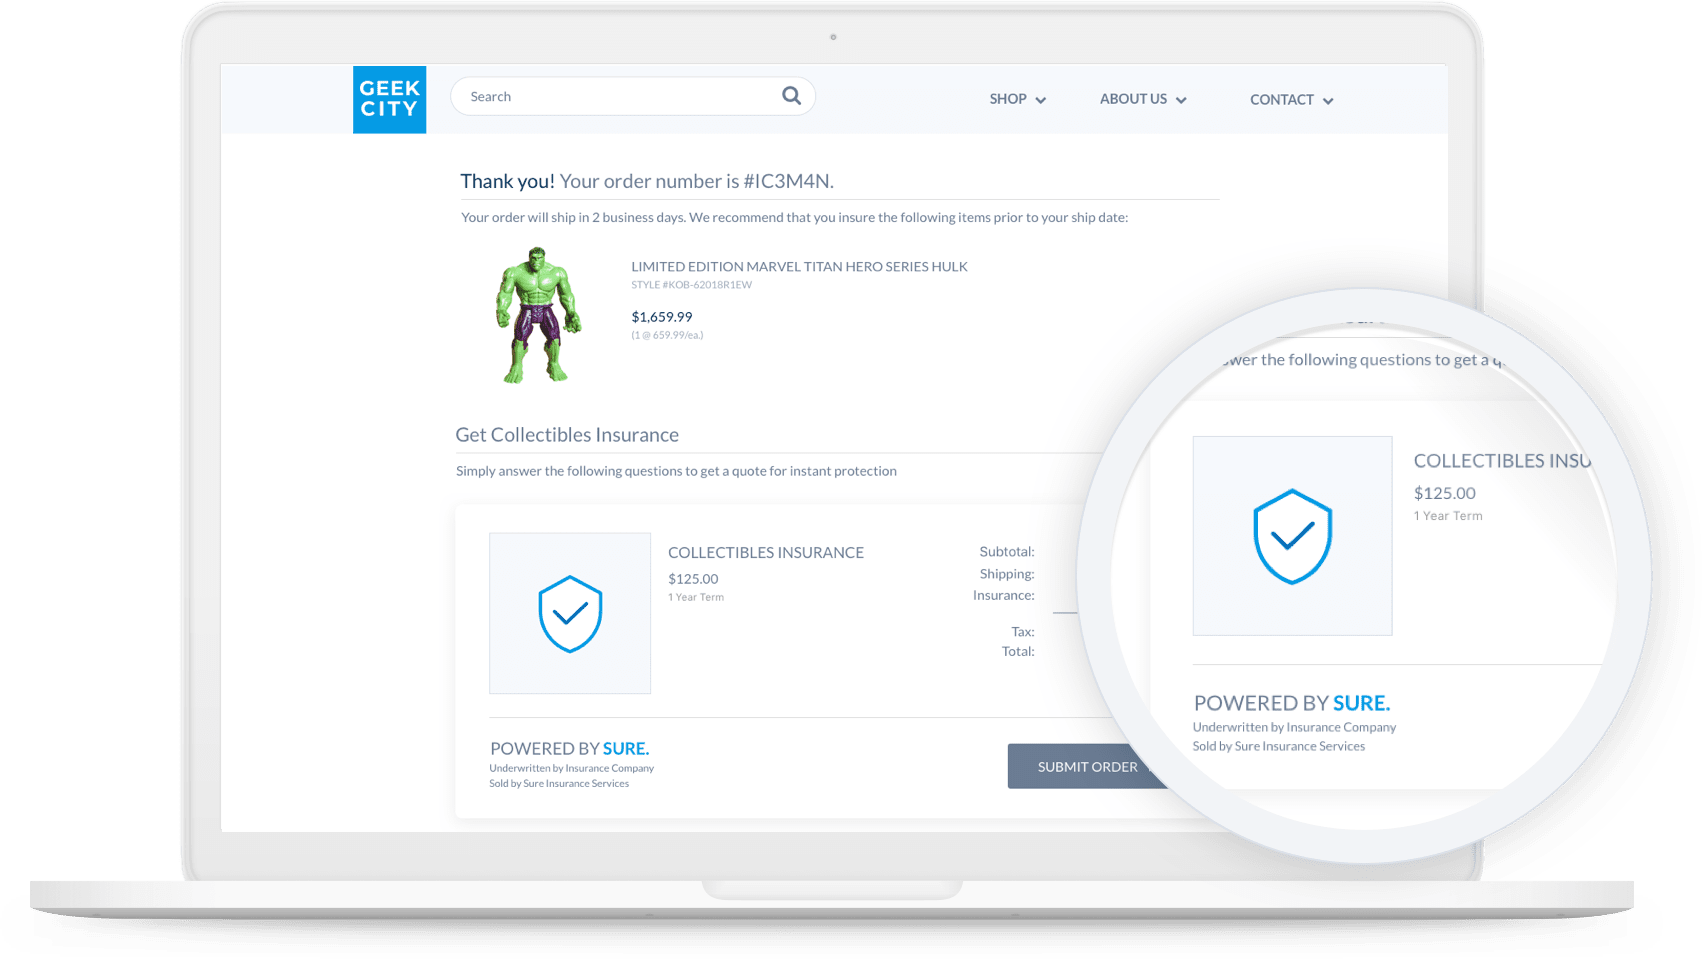 GEEK
CITY
Search
SHOP
ABOUT US
CONTACT
Thank you! Your order number is #IC3M4N.
Your order will ship in 2 business days. We recommend that you insure the following items prior to your ship date:
LIMITED EDITION MARVEL TITAN HERO SERIES HULK
STYLE #KOB-62018R1EW
$1,659.99
(1 @ 659.99/ea.)
Get Collectibles Insurance
Simply answer the following questions to get a quote for instant protection
COLLECTIBLES INSURANCE
$125.00
1 Year Term
Subtotal:
Shipping:
Insurance:
Tax:
Total:
POWERED BY SURE.
Underwritten by Insurance Company
Sold by Sure Insurance Services
SUBMIT ORDER
the following questions to get a
COLLECTIBLES INSU
$125.00
1 Year Term
POWERED BY SURE.
Underwritten by Insurance Company
Sold by Sure Insurance Services